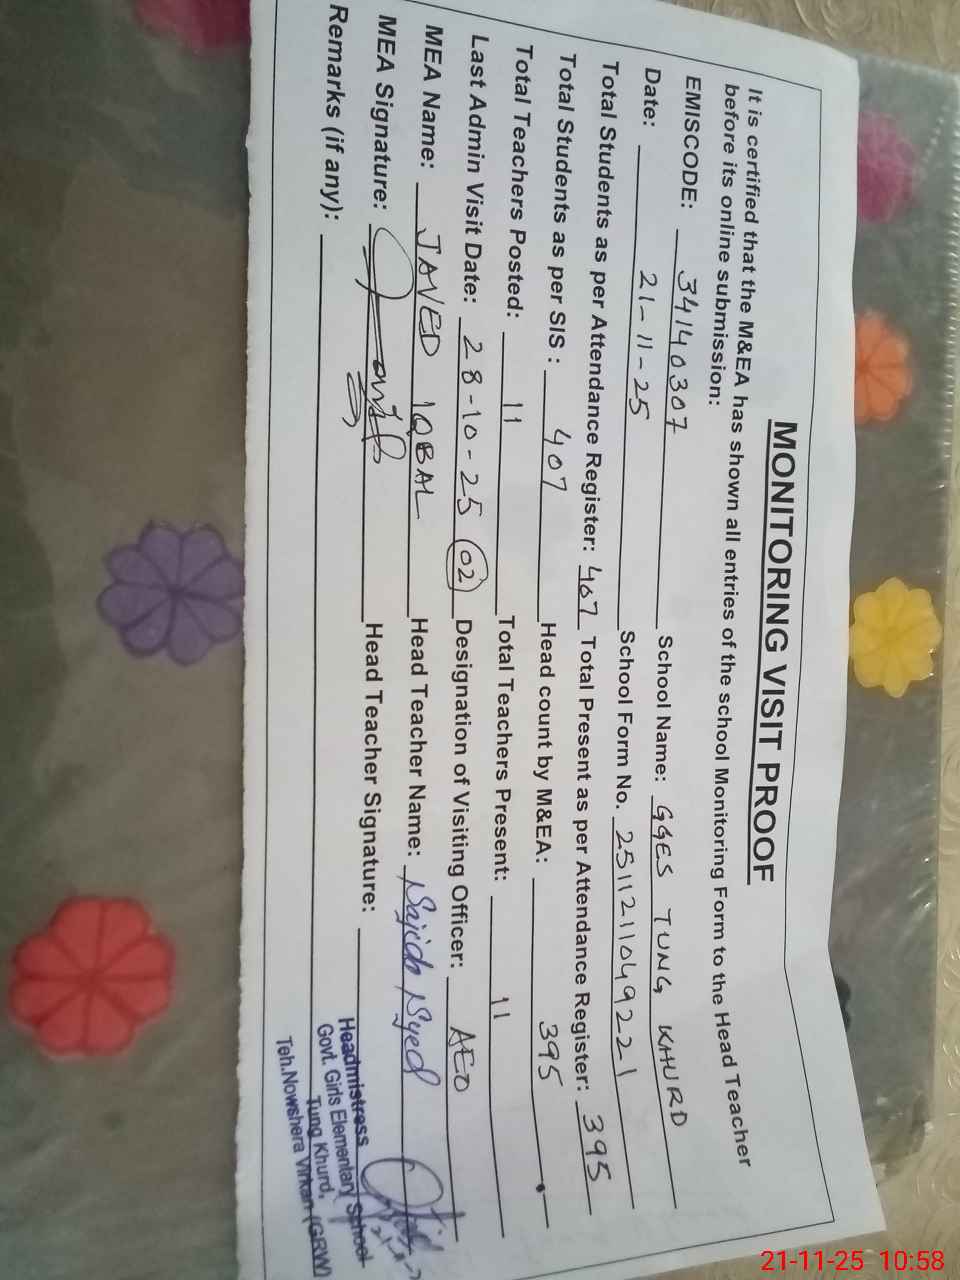 MONITORING VISIT PROOF
It is certified that the M&EA has shown all entries of the school Monitoring Form to the Head Teacher
before its online submission:
EMISCODE: 34140307 School Name: GGES TUNG KHURD
Date: 21-11-25 School Form No. 2511211049221
Total Students as per Attendance Register: 407 Total Present as per Attendance Register: 395
Total Students as per SIS : 407 Head count by M&EA: 395
Total Teachers Posted: 11 Total Teachers Present: 11
Last Admin Visit Date: 28-10-25 02 Designation of Visiting Officer: AEO
MEA Name: JAVED IQBAL Head Teacher Name: Sajida Syed
MEA Signature: Head Teacher Signature:
Remarks (if any):
Headmistress
Govt. Girls Elementary School
Tung Khurd,
Teh.Nowshera Virkan (GRW)
21-11-25 10:58